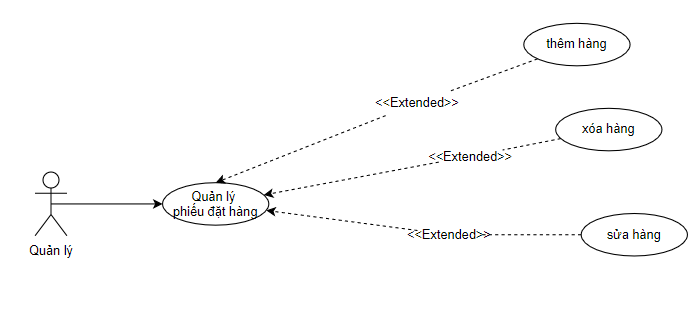 thêm hàng
<<Extended>>
xóa hàng
<<Extended>>
Quản lý
phiếu đặt hàng
<<Extended>>
sửa hàng
Quản lý